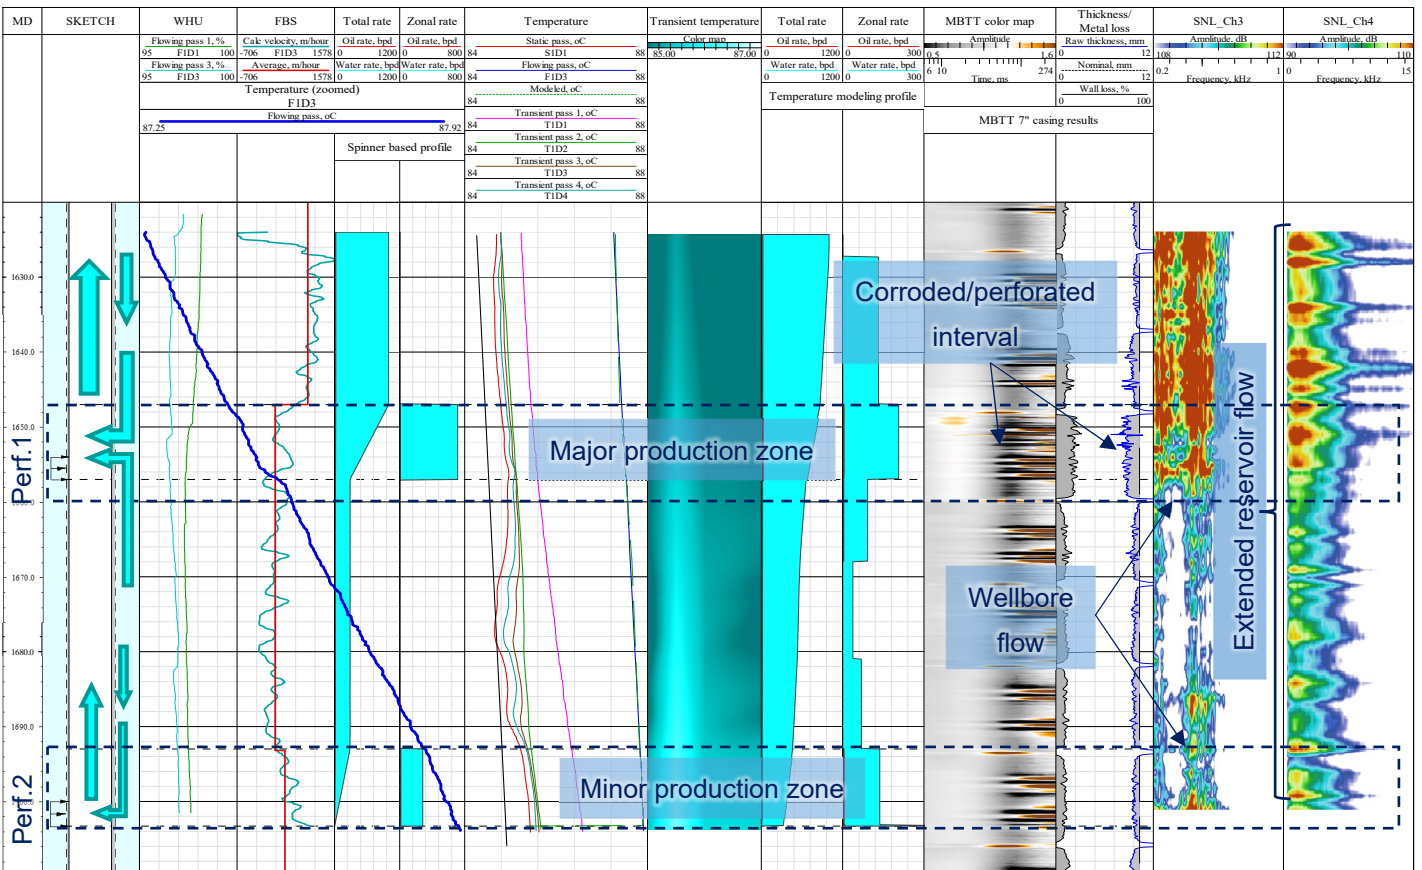 MD SKETCH WHU FBS Total rate Zonal rate Temperature Transient temperature Total rate Zonal rate MBTT color map Thickness/ Metal loss SNL_Ch3 SNL_Ch4
Flowing pass 1, %
95 F1D1 100
Flowing pass 3, %
95 F1D3 100
Calc velocity, m/hour
-706 1578
Average, m/hour
-706 1578
Temperature (zoomed)
F1D3
Flowing pass, oC
87.25 87.92
Oil rate, bpd
0 1200
Water rate, bpd
0 1200
Oil rate, bpd
0 800
Water rate, bpd
0 800
Spinner based profile
Static pass, oC
84 S1D1 88
Flowing pass, oC
84 F1D3 88
Modeled, oC
84 88
Transient pass 1, oC
84 T1D1 88
Transient pass 2, oC
84 T1D2 88
Transient pass 3, oC
84 T1D3 88
Transient pass 4, oC
84 T1D4 88
Color map
85.00 87.00
Oil rate, bpd
0 1200
Water rate, bpd
0 1200
Oil rate, bpd
0 300
Water rate, bpd
0 300
Temperature modeling profile
Amplitude
0.5 1.6
6 10 274
Time, ms
Raw thickness, mm
0 12
Nominal, mm
0 12
Wall loss, %
0 100
MBTT 7" casing results
Amplitude, dB
108 112
0.2 1
Frequency, kHz
Amplitude, dB
90 110
0 15
Frequency, kHz
1630.0
1640.0
1650.0
1670.0
1680.0
1690.0
Perf.1
Perf.2
Corroded/perforated
interval
Major production zone
Wellbore
flow
Extended reservoir flow
Minor production zone